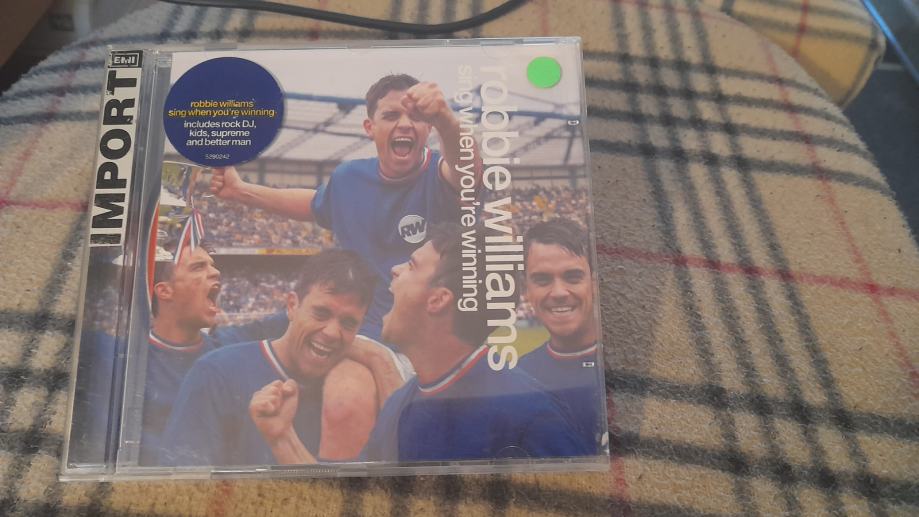 IMPORT
EMI
robbie williams
sing when you're winning
includes rock DJ,
kids, supreme
and better man
5290242
robbie williams
sing when you're winning
RW